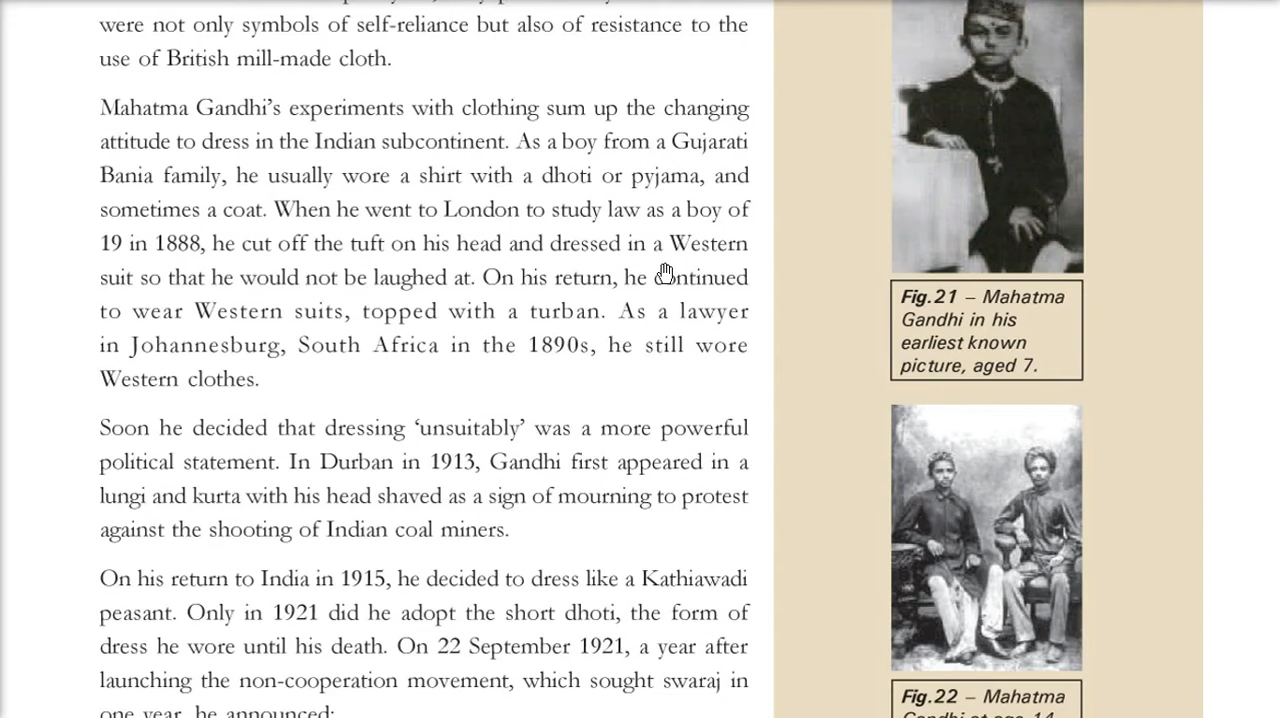 were not only symbols of self-reliance but also of resistance to the
use of British mill-made cloth.
Mahatma Gandhi's experiments with clothing sum up the changing
attitude to dress in the Indian subcontinent. As a boy from a Gujarati
Bania family, he usually wore a shirt with a dhoti or pyjama, and
sometimes a coat. When he went to London to study law as a boy of
19 in 1888, he cut off the tuft on his head and dressed in a Western
suit so that he would not be laughed at. On his return, he continued
to wear Western suits, topped with a turban. As a lawyer
in Johannesburg, South Africa in the 1890s, he still wore
Western clothes.
Soon he decided that dressing ‘unsuitably’ was a more powerful
political statement. In Durban in 1913, Gandhi first appeared in a
lungi and kurta with his head shaved as a sign of mourning to protest
against the shooting of Indian coal miners.
On his return to India in 1915, he decided to dress like a Kathiawadi
peasant. Only in 1921 did he adopt the short dhoti, the form of
dress he wore until his death. On 22 September 1921, a year after
launching the non-cooperation movement, which sought swaraj in
one year, he announced:
Fig.21 – Mahatma
Gandhi in his
earliest known
picture, aged 7.
Fig.22 – Mahatma
Gandhi at age 14